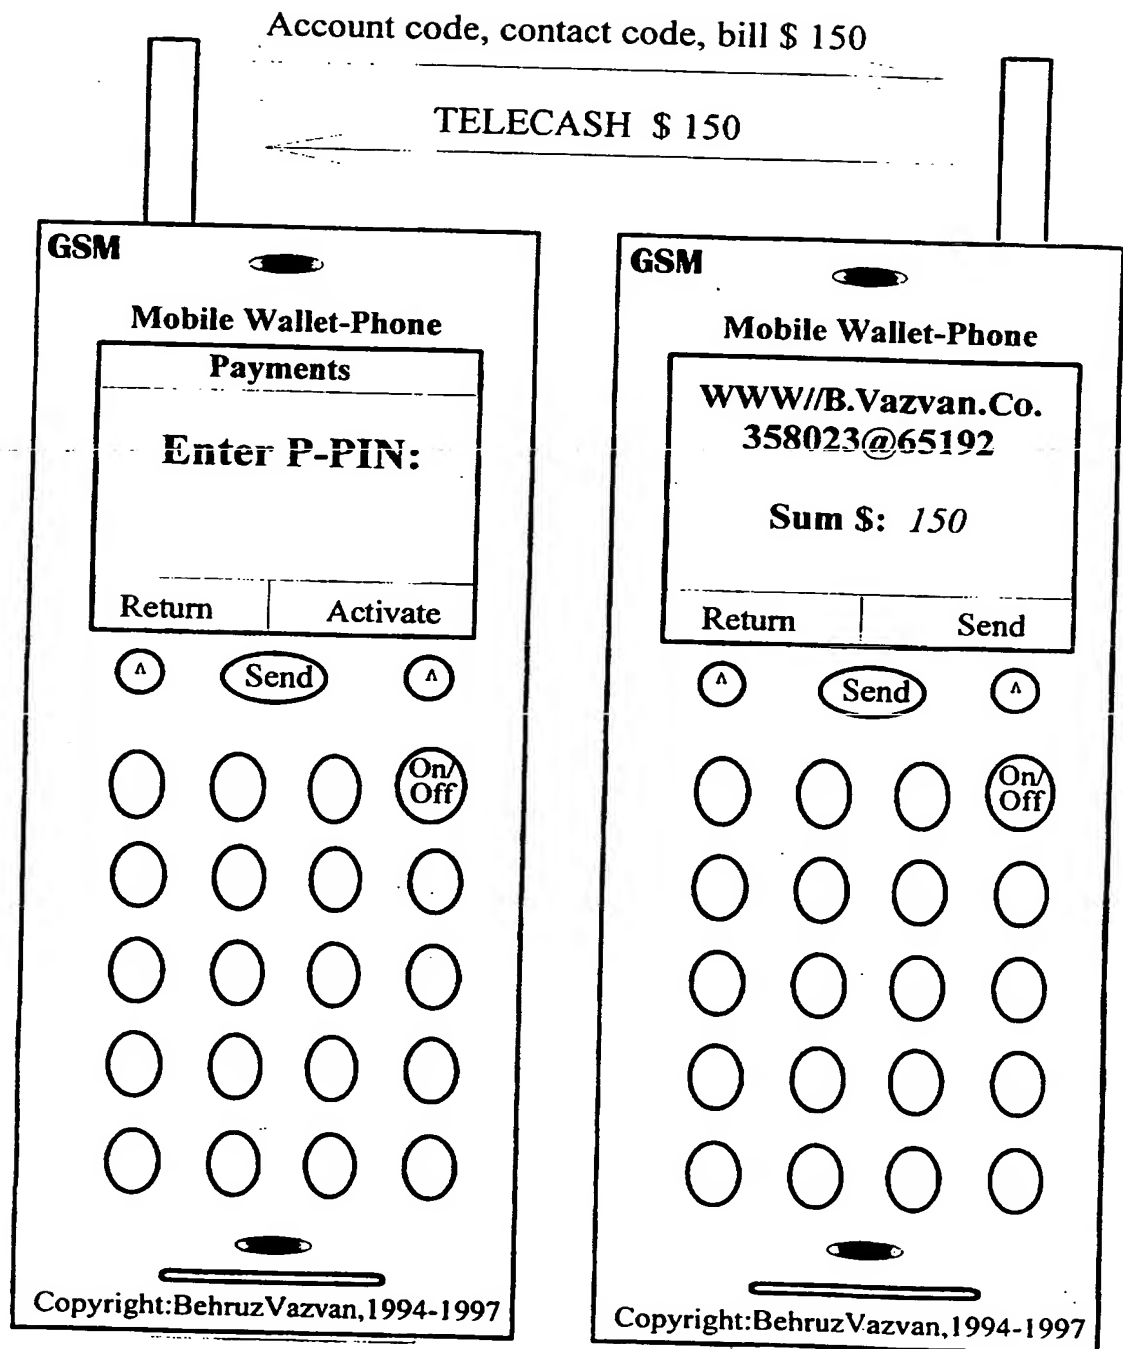 Account code, contact code, bill $ 150
TELECASH $ 150
GSM
Mobile Wallet-Phone
Payments
Enter P-PIN:
Return Activate
^ Send ^
On/
Off
Copyright:BehruzVazvan,1994-1997
GSM
Mobile Wallet-Phone
WWW//B.Vazvan.Co.
358023@65192
Sum $: 150
Return Send
^ Send ^
On/
Off
Copyright:BehruzVazvan,1994-1997